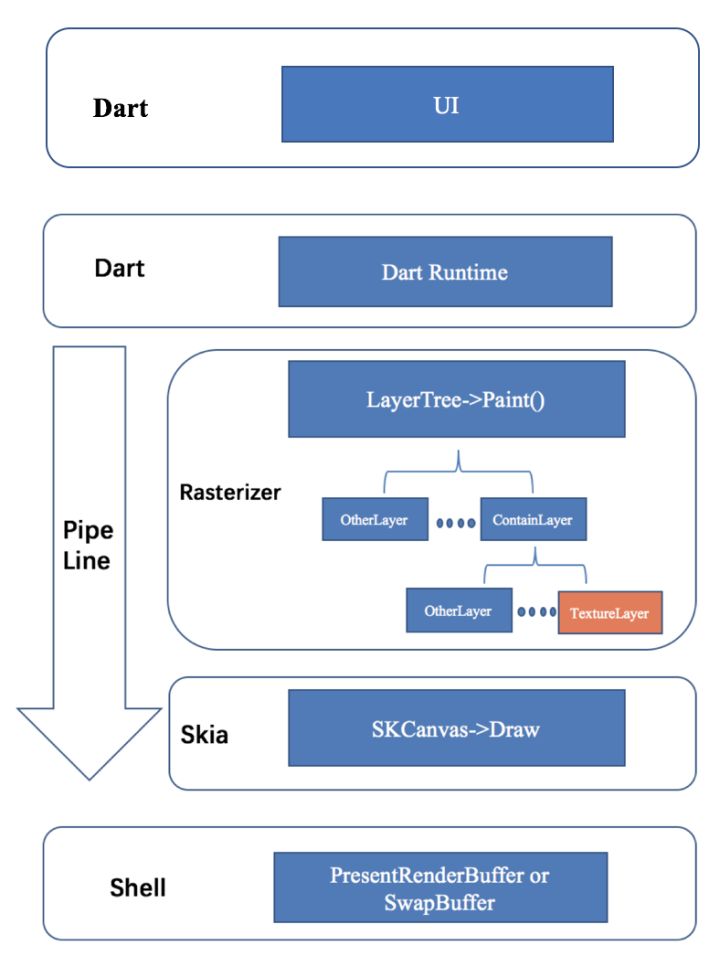 Dart
UI
Dart
Dart Runtime
LayerTree->Paint()
Rasterizer
OtherLayer
ContainLayer
Pipe
Line
OtherLayer
TextureLayer
Skia
SKCanvas->Draw
Shell
PresentRenderBuffer or
SwapBuffer